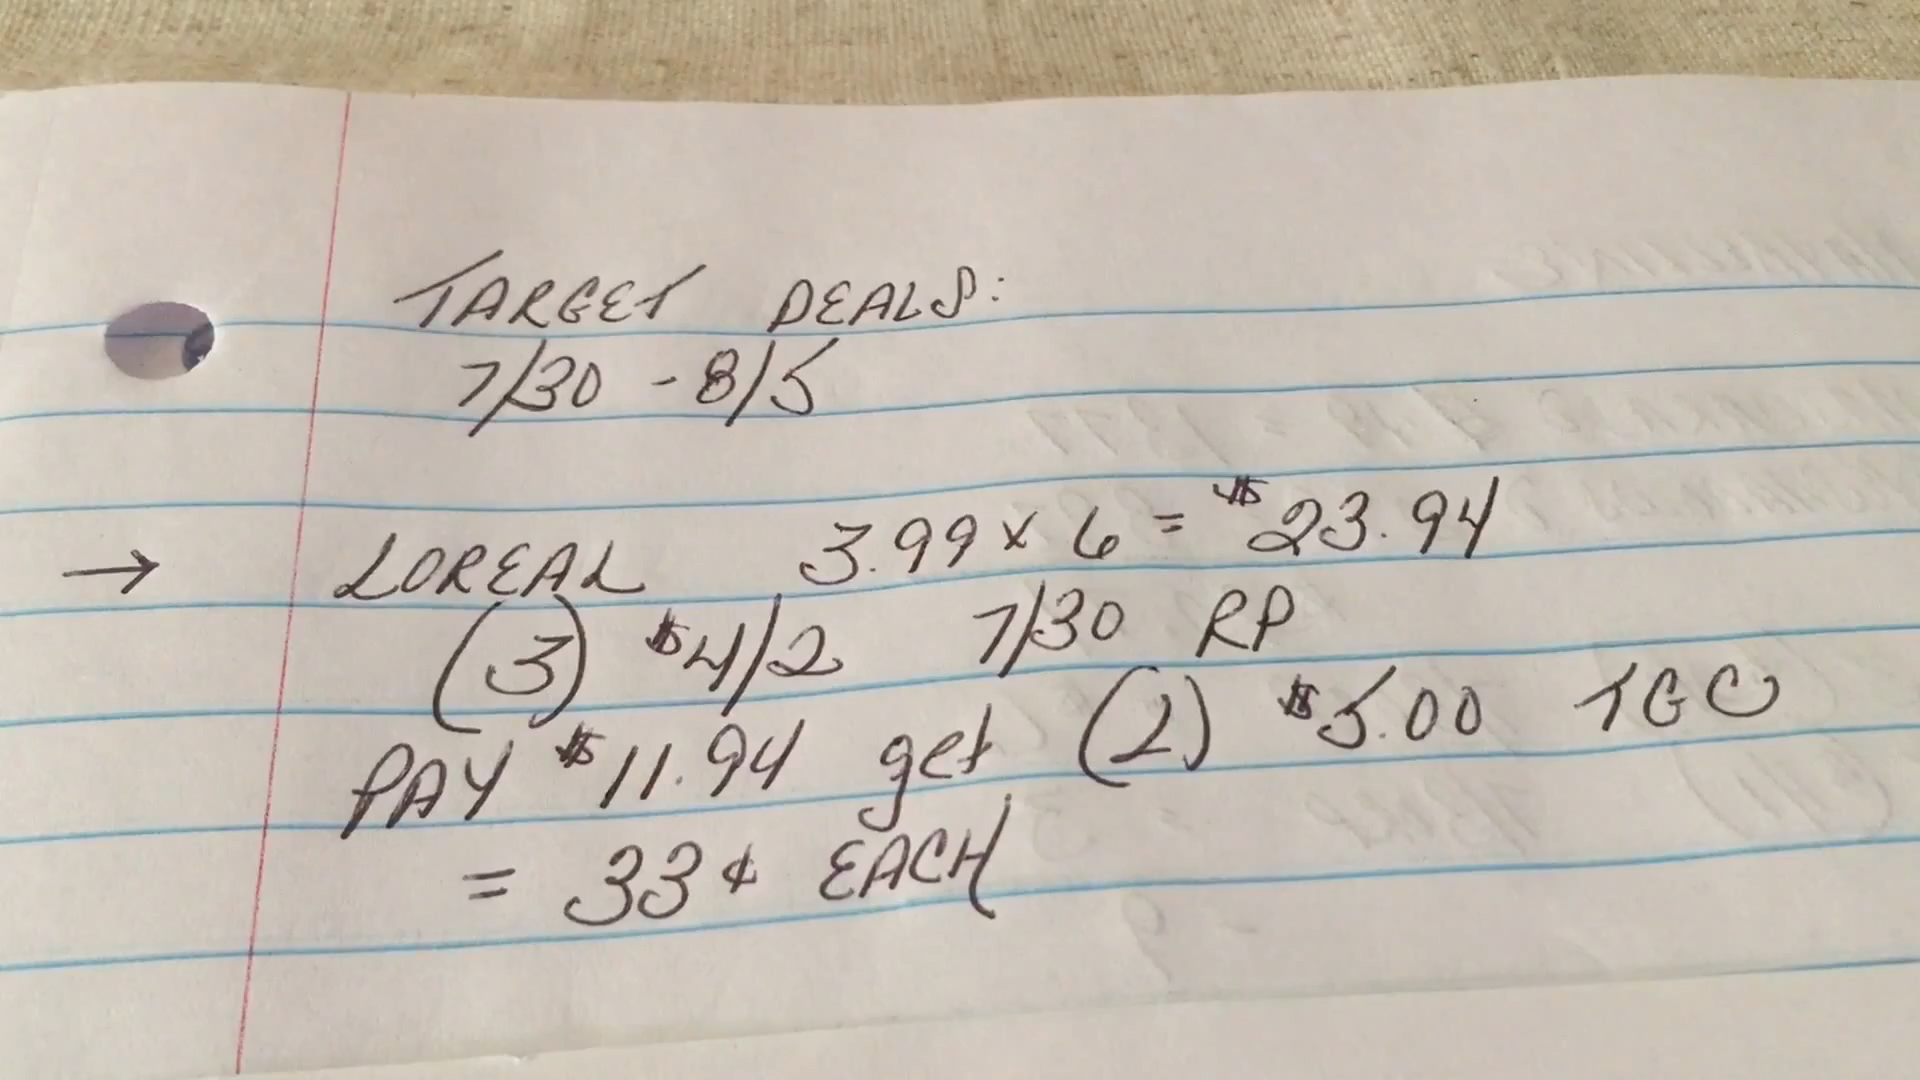 TARGET DEALS:
7/30 - 8/5
→ LOREAL 3.99 x 6 = $23.94
(3) $4/2 7/30 RP
PAY $11.94 get (2) $5.00 TGC
= 33¢ EACH